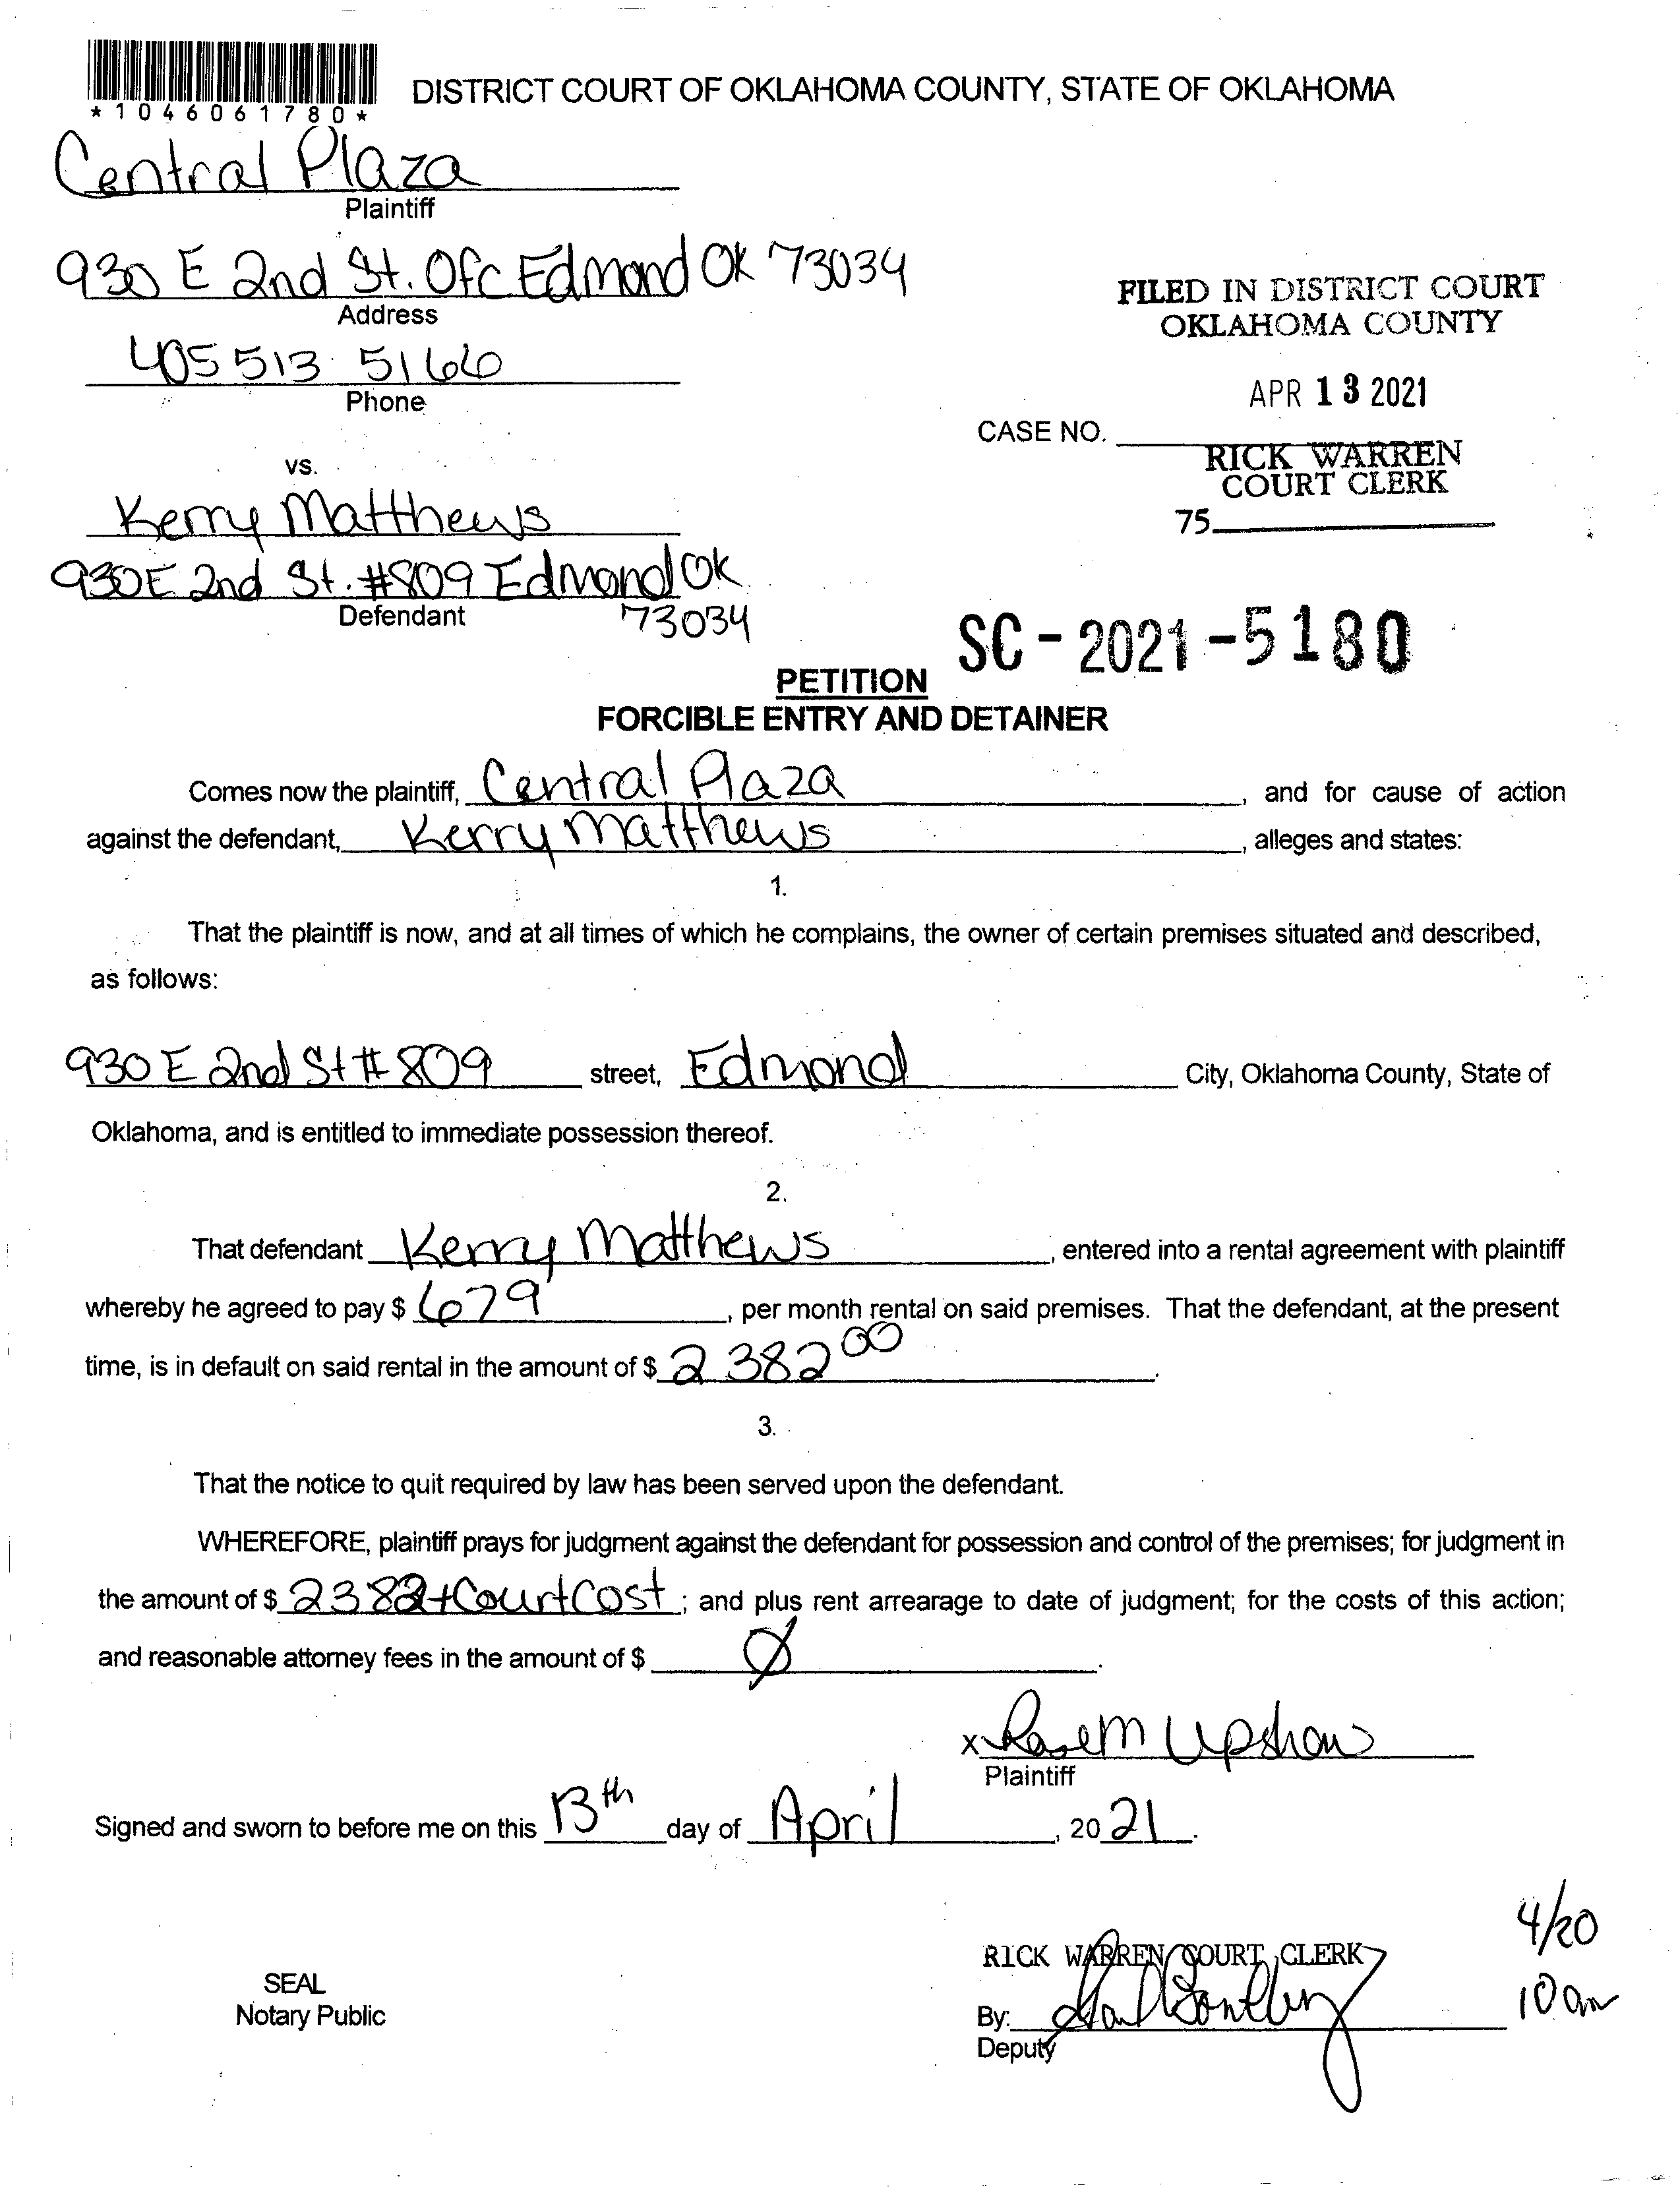 *1046061780*
DISTRICT COURT OF OKLAHOMA COUNTY, STATE OF OKLAHOMA
Central Plaza
Plaintiff
930 E 2nd St. Ofc Edmond OK 73034
Address
405 513 5166
Phone
FILED IN DISTRICT COURT
OKLAHOMA COUNTY
APR 13 2021
CASE NO.
RICK WARREN
COURT CLERK
75
vs.
Kerry Matthews
930 E 2nd St. #809 Edmond OK
Defendant
73034
SC-2021-5180
PETITION
FORCIBLE ENTRY AND DETAINER
Comes now the plaintiff, Central Plaza, and for cause of action
against the defendant, Kerry Matthews, alleges and states:
1.
That the plaintiff is now, and at all times of which he complains, the owner of certain premises situated and described,
as follows:
930 E 2nd St # 809 street, Edmond City, Oklahoma County, State of
Oklahoma, and is entitled to immediate possession thereof.
2.
That defendant Kerry Matthews, entered into a rental agreement with plaintiff
whereby he agreed to pay $ 679, per month rental on said premises. That the defendant, at the present
time, is in default on said rental in the amount of $ 2382 00.
3.
That the notice to quit required by law has been served upon the defendant.
WHEREFORE, plaintiff prays for judgment against the defendant for possession and control of the premises; for judgment in
the amount of $ 2382+Court Cost; and plus rent arrearage to date of judgment; for the costs of this action;
and reasonable attorney fees in the amount of $ Ø.
x Rose M Upshaw
Plaintiff
Signed and sworn to before me on this 13th day of April, 20 21.
4/20
10 am
RICK WARREN COURT CLERK
SEAL
Notary Public
By:
Deputy